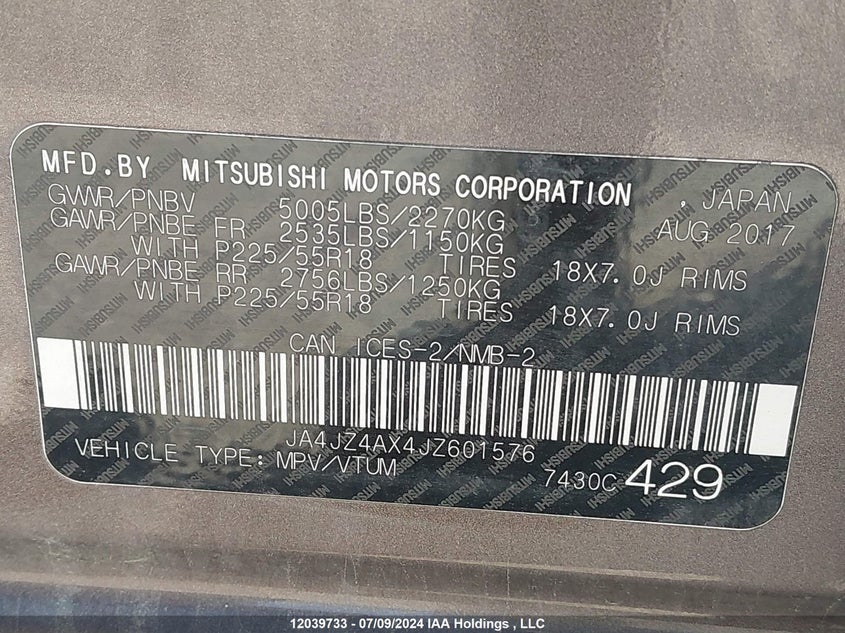 MFD.BY MITSUBISHI MOTORS CORPORATION , JAPAN
GVWR/PNBV 5005LBS/2270KG AUG 2017
GAWR/PNBE FR 2535LBS/1150KG
WITH P225/55R18 TIRES 18X7.0J RIMS
GAWR/PNBE RR 2756LBS/1250KG
WITH P225/55R18 TIRES 18X7.0J RIMS
CAN ICES-2/NMB-2
JA4JZ4AX4JZ601576
VEHICLE TYPE: MPV/VTUM 7430C 429
12039733 - 07/09/2024 IAA Holdings , LLC